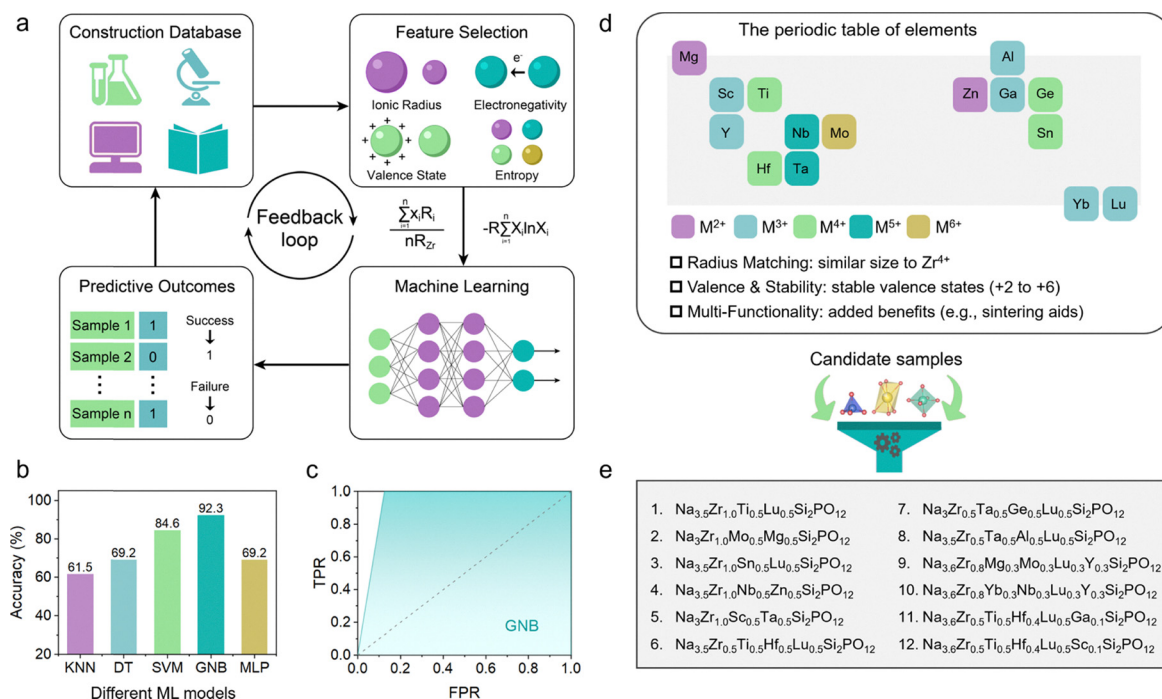 a
Construction Database
Feature Selection
e-
Ionic Radius
Electronegativity
Valence State
Entropy
Feedback
loop
∑ⁿᵢ₌₁xᵢRᵢ
nR_Zr
-R∑ⁿᵢ₌₁XᵢlnXᵢ
Predictive Outcomes
Sample 1 1
Sample 2 0
Sample n 1
Success
1
Failure
0
Machine Learning
b
Accuracy (%)
100
80
60
40
20
61.5
69.2
84.6
92.3
69.2
KNN DT SVM GNB MLP
Different ML models
c
TPR
1.0
0.8
0.6
0.4
0.2
0.0
GNB
0.0 0.2 0.4 0.6 0.8 1.0
FPR
d
The periodic table of elements
Mg Al
Sc Ti Zn Ga Ge
Y Nb Mo Sn
Hf Ta
Yb Lu
M²⁺ M³⁺ M⁴⁺ M⁵⁺ M⁶⁺
Radius Matching: similar size to Zr⁴⁺
Valence & Stability: stable valence states (+2 to +6)
Multi-Functionality: added benefits (e.g., sintering aids)
Candidate samples
e
1. Na₃.₅Zr₁.₀Ti₀.₅Lu₀.₅Si₂PO₁₂
2. Na₃Zr₁.₀Mo₀.₅Mg₀.₅Si₂PO₁₂
3. Na₃.₅Zr₁.₀Sn₀.₅Lu₀.₅Si₂PO₁₂
4. Na₃.₅Zr₁.₀Nb₀.₅Zn₀.₅Si₂PO₁₂
5. Na₃Zr₁.₀Sc₀.₅Ta₀.₅Si₂PO₁₂
6. Na₃.₅Zr₀.₅Ti₀.₅Hf₀.₅Lu₀.₅Si₂PO₁₂
7. Na₃Zr₀.₅Ta₀.₅Ge₀.₅Lu₀.₅Si₂PO₁₂
8. Na₃.₅Zr₀.₅Ta₀.₅Al₀.₅Lu₀.₅Si₂PO₁₂
9. Na₃.₆Zr₀.₈Mg₀.₃Mo₀.₃Lu₀.₃Y₀.₃Si₂PO₁₂
10. Na₃.₆Zr₀.₈Yb₀.₃Nb₀.₃Lu₀.₃Y₀.₃Si₂PO₁₂
11. Na₃.₆Zr₀.₅Ti₀.₅Hf₀.₄Lu₀.₅Ga₀.₁Si₂PO₁₂
12. Na₃.₆Zr₀.₅Ti₀.₅Hf₀.₄Lu₀.₅Sc₀.₁Si₂PO₁₂